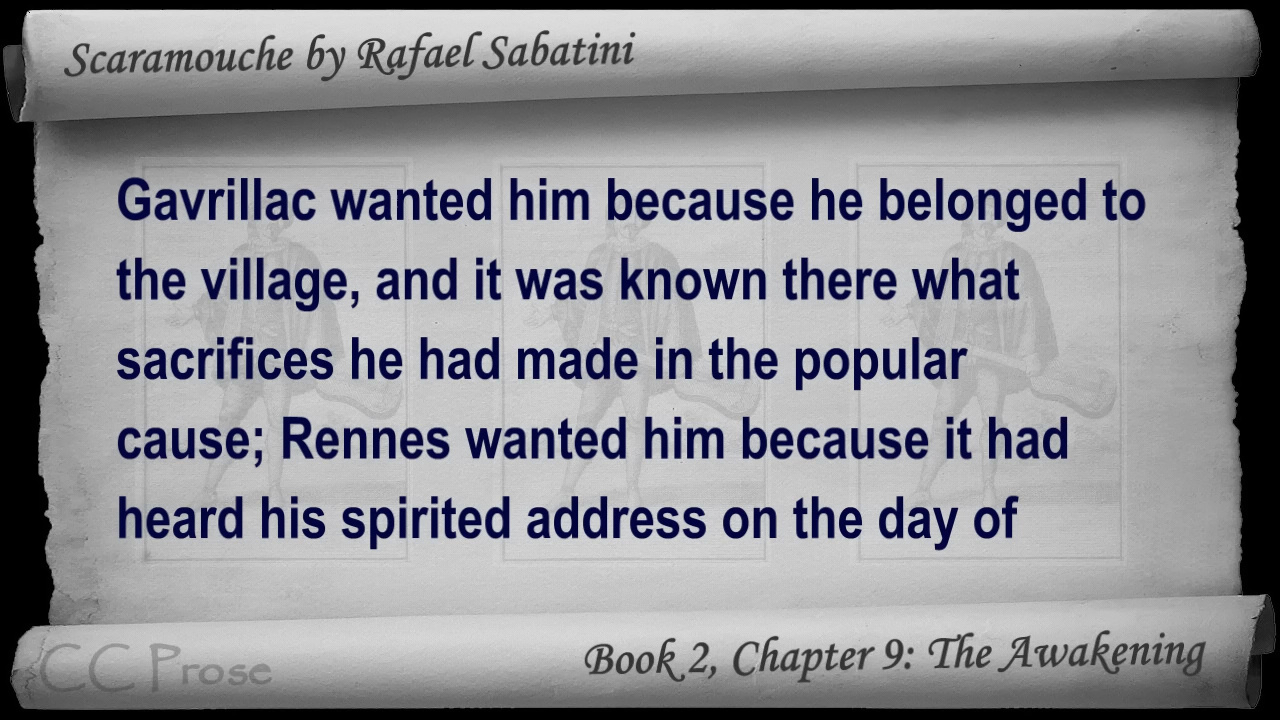 Scaramouche by Rafael Sabatini
Gavrillac wanted him because he belonged to
the village, and it was known there what
sacrifices he had made in the popular
cause; Rennes wanted him because it had
heard his spirited address on the day of
CC Prose
Book 2, Chapter 9: The Awakening